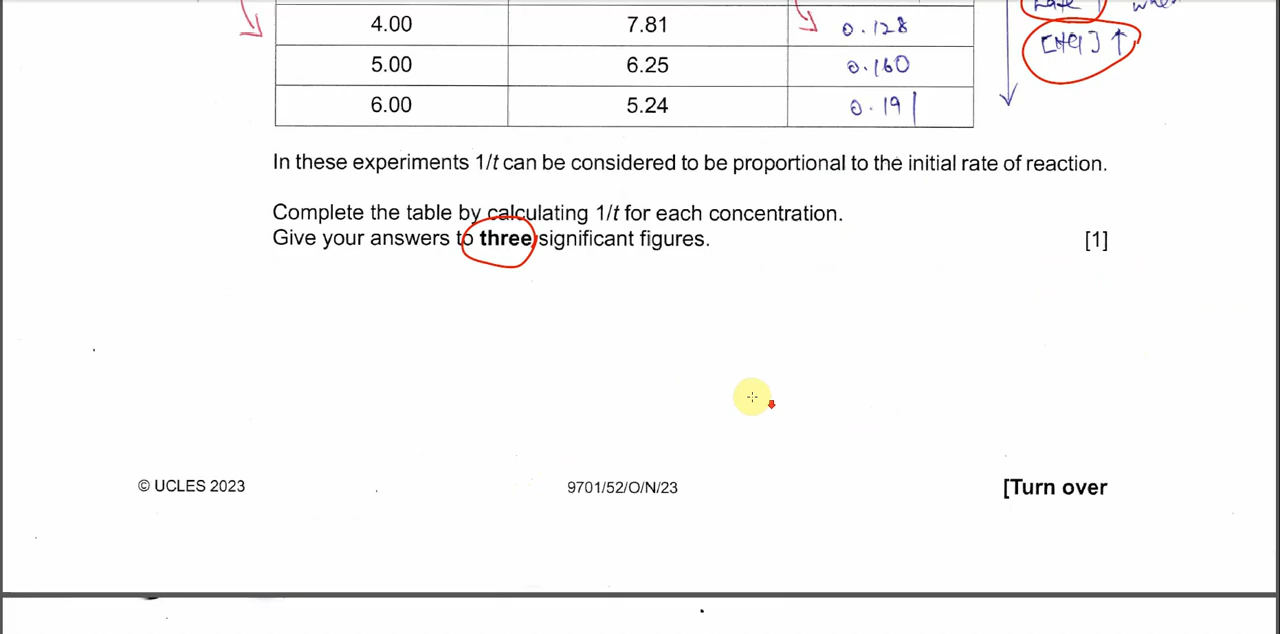 4.00 7.81 0.128
[HCl] ↑
5.00 6.25 0.160
6.00 5.24 0.191
In these experiments 1/t can be considered to be proportional to the initial rate of reaction.
Complete the table by calculating 1/t for each concentration.
Give your answers to three significant figures. [1]
© UCLES 2023 9701/52/O/N/23 [Turn over